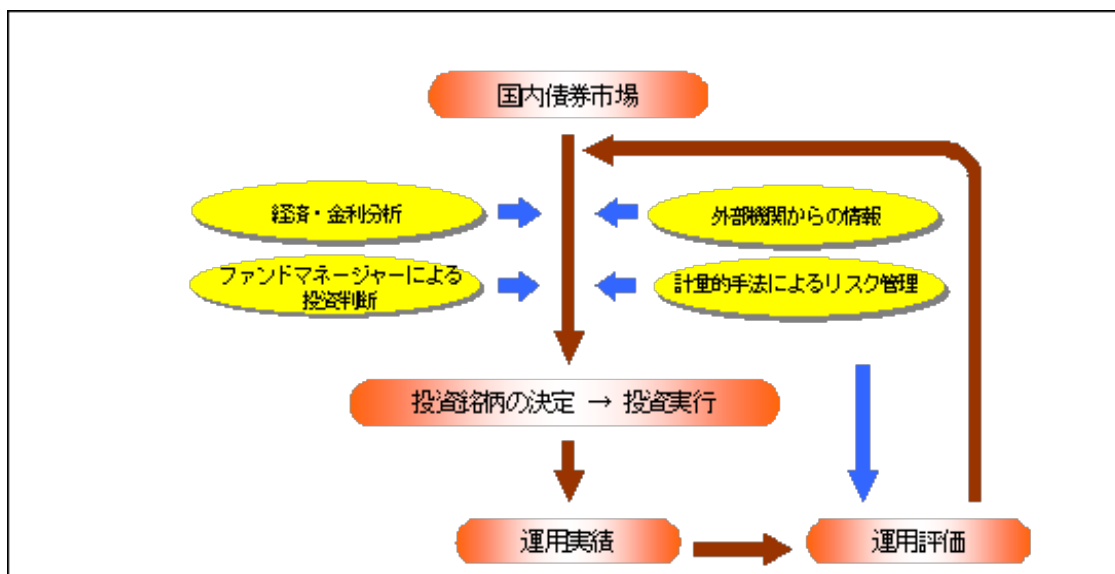 国内債券市場
経済・金利分析
外部機関からの情報
ファンドマネージャーによる
投資判断
計量的手法によるリスク管理
投資銘柄の決定 → 投資実行
運用実績
運用評価